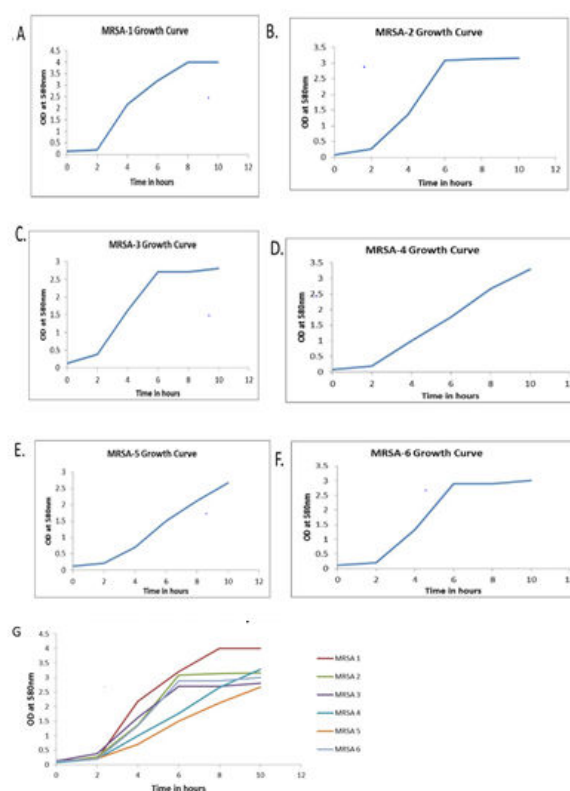 A
MRSA-1 Growth Curve
OD at 580nm
4.5
4
3.5
3
2.5
2
1.5
1
0.5
0
0 2 4 6 8 10 12
Time in hours
B.
MRSA-2 Growth Curve
OD at 580nm
3.5
3
2.5
2
1.5
1
0.5
0
0 2 4 6 8 10 12
Time in hours
C.
MRSA-3 Growth Curve
OD at 580nm
3
2.5
2
1.5
1
0.5
0
0 2 4 6 8 10 12
Time in hours
D.
MRSA-4 Growth Curve
OD at 580nm
3.5
3
2.5
2
1.5
1
0.5
0
0 2 4 6 8 10
Time in hours
E.
MRSA-5 Growth Curve
OD at 580nm
3
2.5
2
1.5
1
0.5
0
0 2 4 6 8 10 12
Time in hours
F.
MRSA-6 Growth Curve
OD at 580nm
3.5
3
2.5
2
1.5
1
0.5
0
0 2 4 6 8 10 12
Time in hours
G
OD at 580nm
4.5
4
3.5
3
2.5
2
1.5
1
0.5
0
0 2 4 6 8 10 12
Time in hours
MRSA 1
MRSA 2
MRSA 3
MRSA 4
MRSA 5
MRSA 6